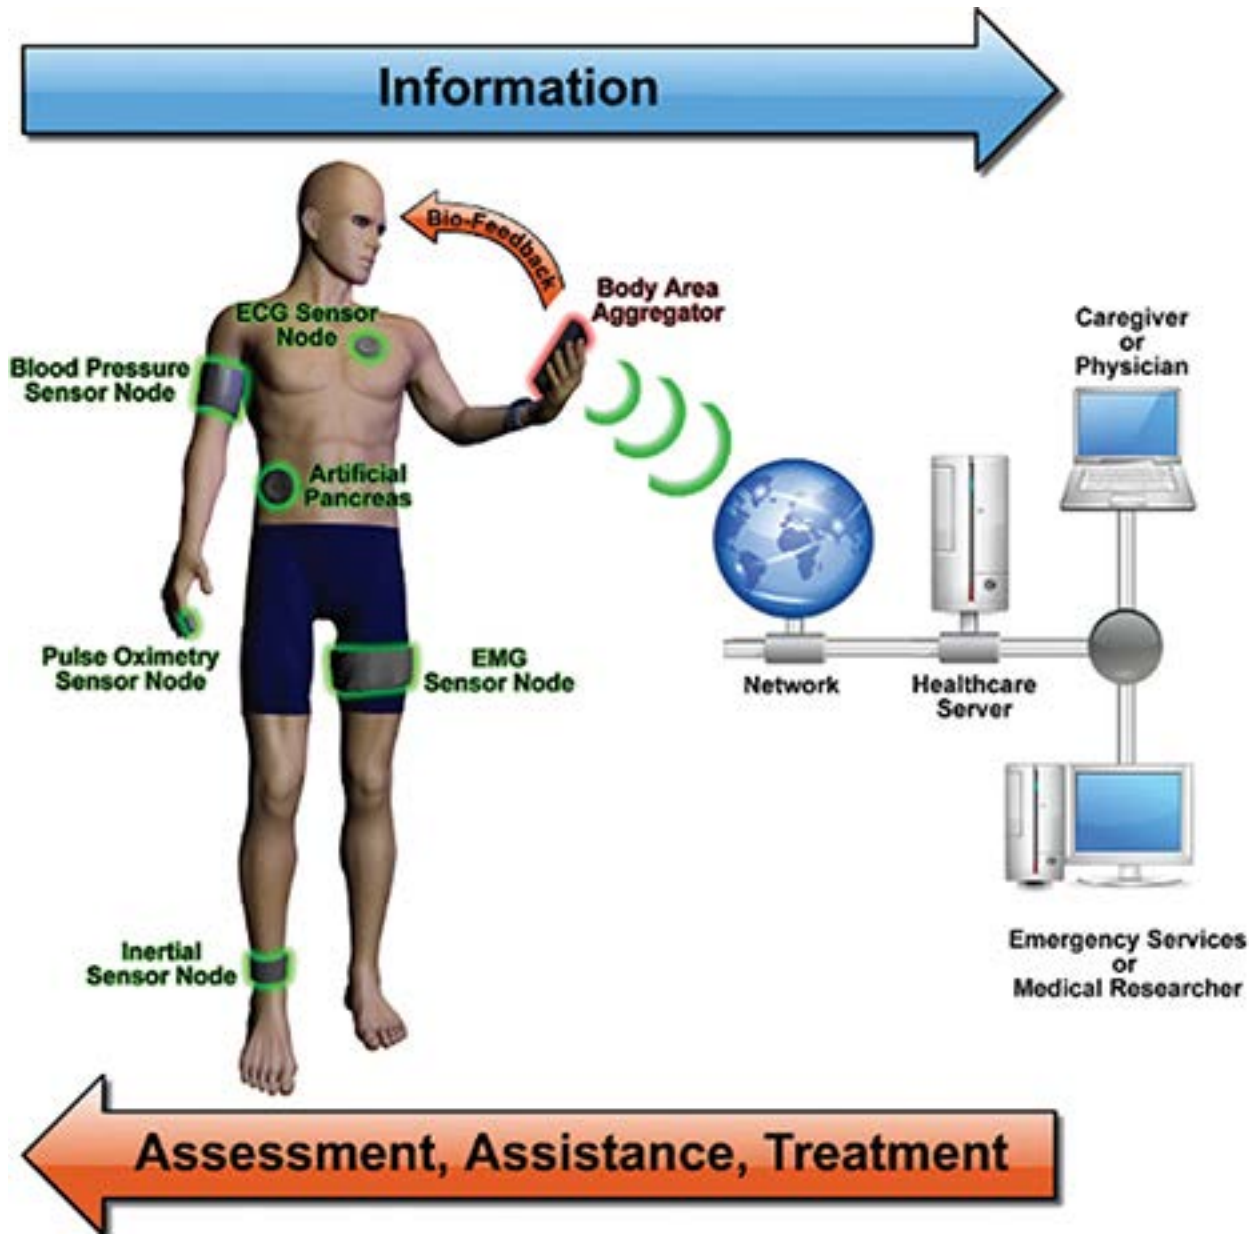 Information
Bio-Feedback
Body Area
Aggregator
ECG Sensor
Node
Blood Pressure
Sensor Node
Artificial
Pancreas
Pulse Oximetry
Sensor Node
EMG
Sensor Node
Inertial
Sensor Node
Caregiver
or
Physician
Network
Healthcare
Server
Emergency Services
or
Medical Researcher
Assessment, Assistance, Treatment